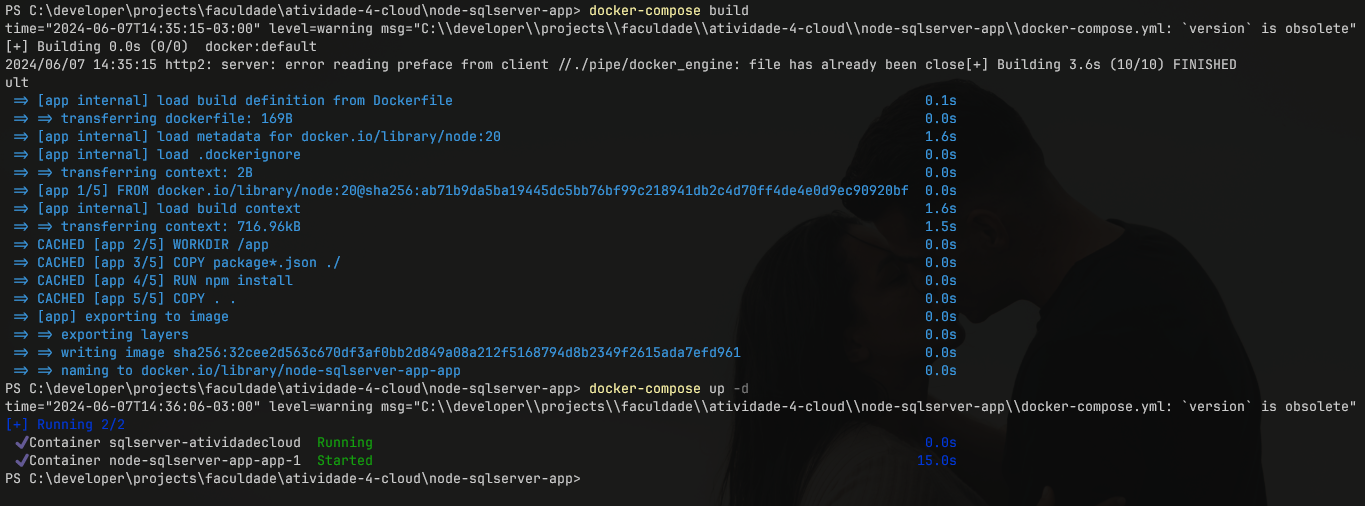 PS C:\developer\projects\faculdade\atividade-4-cloud\node-sqlserver-app> docker-compose build
time="2024-06-07T14:35:15-03:00" level=warning msg="C:\\developer\\projects\\faculdade\\atividade-4-cloud\\node-sqlserver-app\\docker-compose.yml: `version` is obsolete"
[+] Building 0.0s (0/0)  docker:default
2024/06/07 14:35:15 http2: server: error reading preface from client //./pipe/docker_engine: file has already been close[+] Building 3.6s (10/10) FINISHED
ult
=> [app internal] load build definition from Dockerfile 0.1s
=> => transferring dockerfile: 169B 0.0s
=> [app internal] load metadata for docker.io/library/node:20 1.6s
=> [app internal] load .dockerignore 0.0s
=> => transferring context: 2B 0.0s
=> [app 1/5] FROM docker.io/library/node:20@sha256:ab71b9da5ba19445dc5bb76bf99c218941db2c4d70ff4de4e0d9ec90920bf 0.0s
=> [app internal] load build context 1.6s
=> => transferring context: 716.96kB 1.5s
=> CACHED [app 2/5] WORKDIR /app 0.0s
=> CACHED [app 3/5] COPY package*.json ./ 0.0s
=> CACHED [app 4/5] RUN npm install 0.0s
=> CACHED [app 5/5] COPY . . 0.0s
=> [app] exporting to image 0.0s
=> => exporting layers 0.0s
=> => writing image sha256:32cee2d563c670df3af0bb2d849a08a212f5168794d8b2349f2615ada7efd961 0.0s
=> => naming to docker.io/library/node-sqlserver-app-app 0.0s
PS C:\developer\projects\faculdade\atividade-4-cloud\node-sqlserver-app> docker-compose up -d
time="2024-06-07T14:36:06-03:00" level=warning msg="C:\\developer\\projects\\faculdade\\atividade-4-cloud\\node-sqlserver-app\\docker-compose.yml: `version` is obsolete"
[+] Running 2/2
✔Container sqlserver-atividadecloud  Running 0.0s
✔Container node-sqlserver-app-app-1  Started 15.0s
PS C:\developer\projects\faculdade\atividade-4-cloud\node-sqlserver-app>